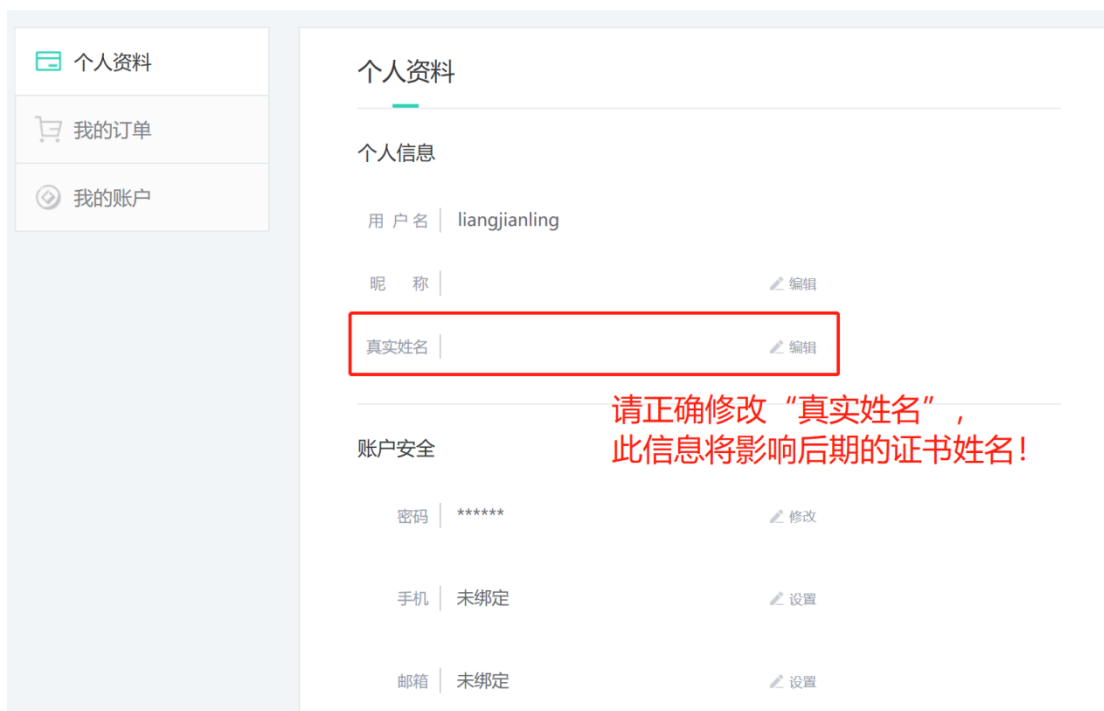 个人资料
我的订单
我的账户
个人资料
个人信息
用户名 liangjianling
昵称 编辑
真实姓名 编辑
请正确修改“真实姓名”,
此信息将影响后期的证书姓名!
账户安全
密码 ****** 修改
手机 未绑定 设置
邮箱 未绑定 设置